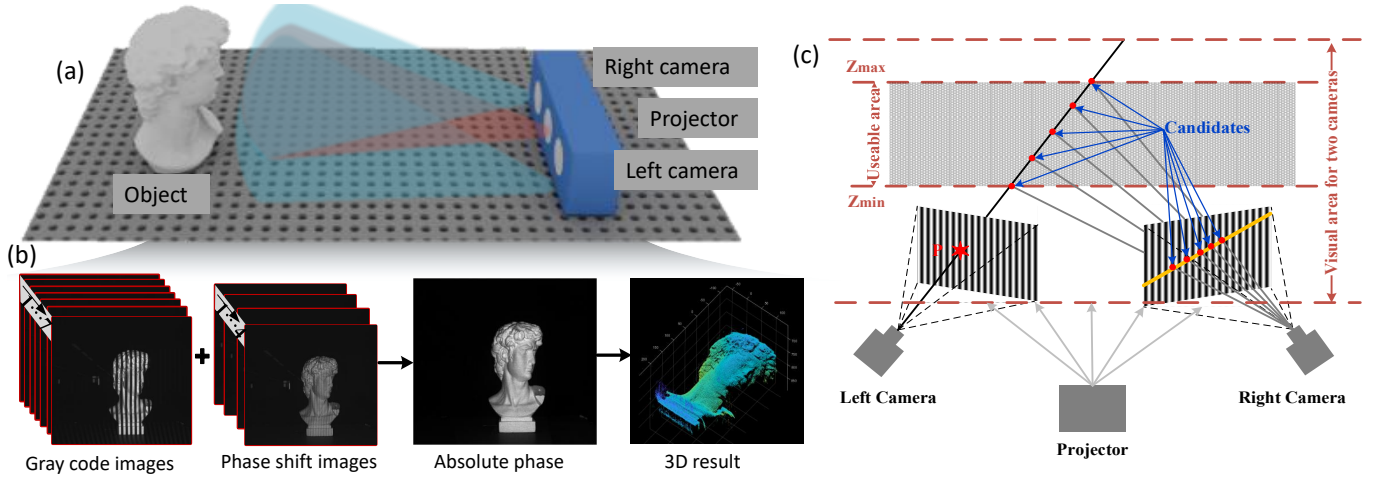 (a)
Right camera
Projector
Left camera
Object
(b)
Gray code images
Phase shift images
Absolute phase
3D result
(c)
Zmax
Useable area
Zmin
Candidates
Visual area for two cameras
P
Left Camera
Projector
Right Camera